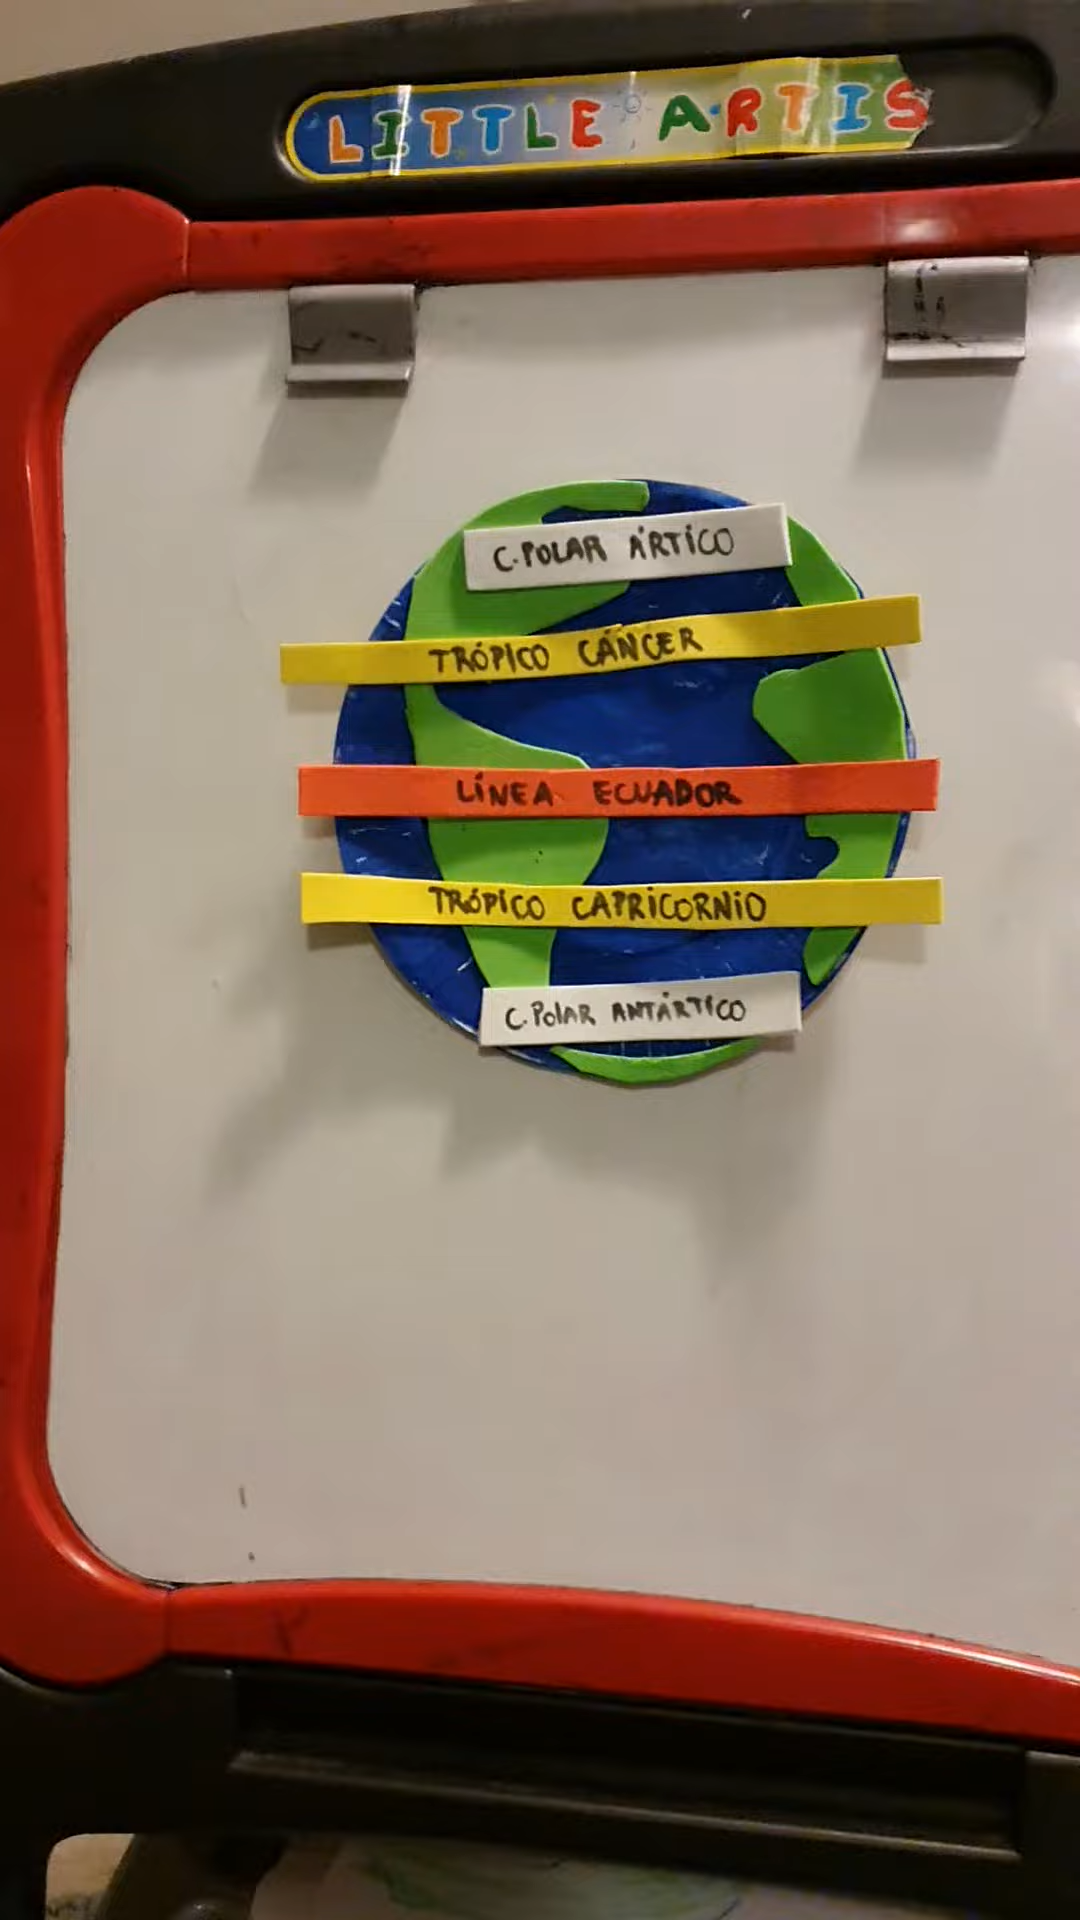 LITTLE ARTIS
C. POLAR ÁRTICO
TRÓPICO CÁNCER
LÍNEA ECUADOR
TRÓPICO CAPRICORNIO
C. POLAR ANTÁRTICO